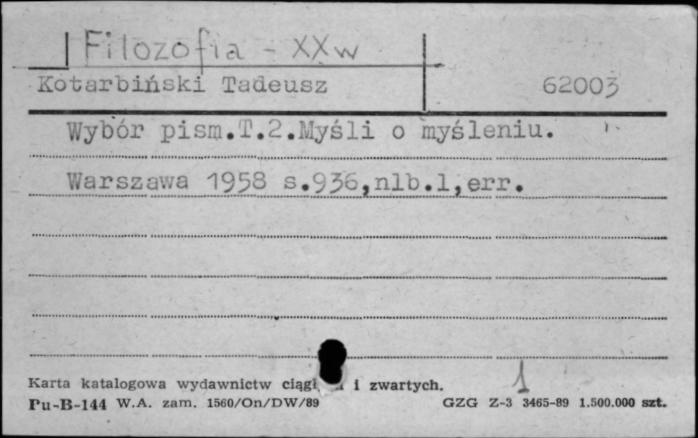 Filozofia - XXw
Kotarbiński Tadeusz 62003
Wybór pism.T.2.Myśli o myśleniu.
Warszawa 1958 s.936,nlb.1,err.
1
Karta katalogowa wydawnictw i zwartych.
Pu-B-144 W.A. zam. 1560/On/DW/89 GZG Z-3 3465-89 1.500.000 szt.